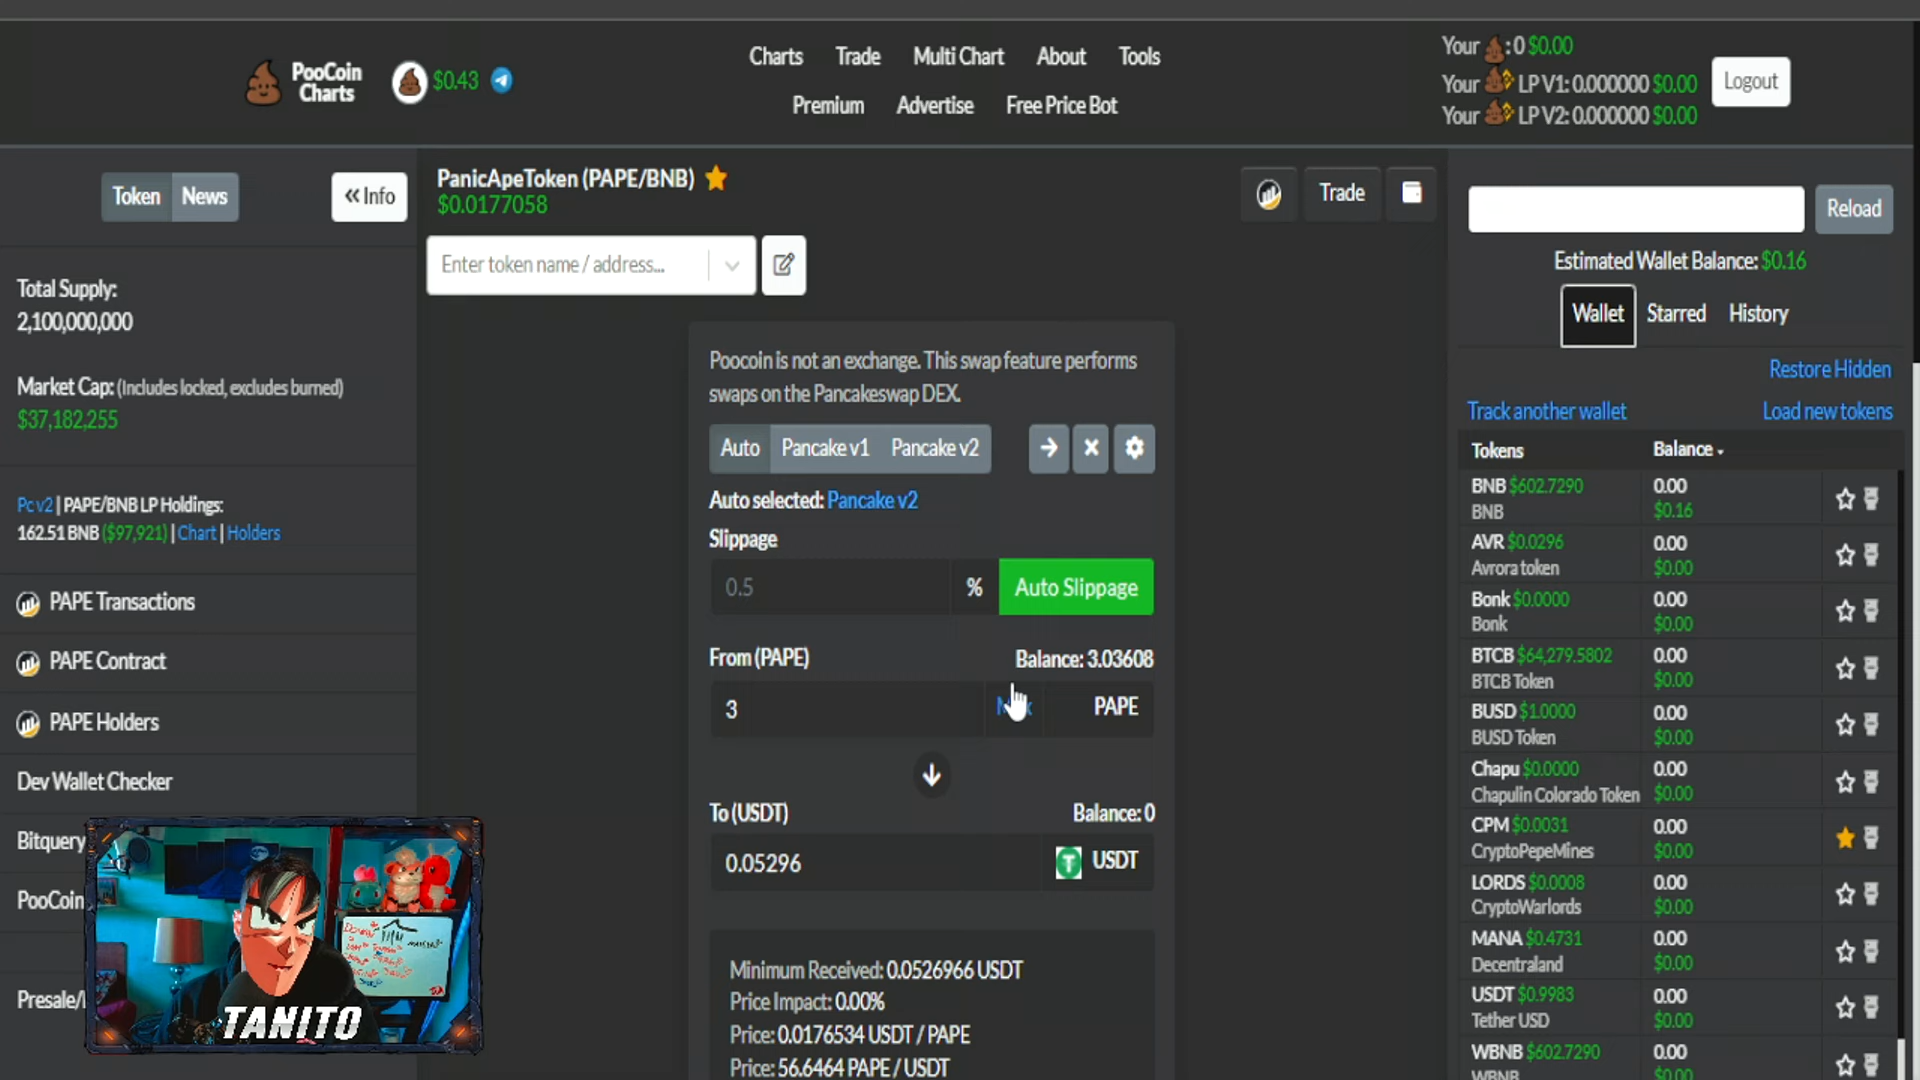 PooCoin
Charts
$0.43
Charts
Trade
Multi Chart
About
Tools
Premium
Advertise
Free Price Bot
Your :0 $0.00
Your LP V1: 0.000000 $0.00
Your LP V2: 0.000000 $0.00
Logout
Token
News
Info
Total Supply:
2,100,000,000
Market Cap: (Includes locked, excludes burned)
$37,182,255
Pc v2 | PAPE/BNB LP Holdings:
162.51 BNB ($97,921) | Chart | Holders
PAPE Transactions
PAPE Contract
PAPE Holders
Dev Wallet Checker
Bitquery
PooCoin
Presale/
TANITO
PanicApeToken (PAPE/BNB)
$0.0177058
Trade
Enter token name / address...
Poocoin is not an exchange. This swap feature performs
swaps on the Pancakeswap DEX.
Auto
Pancake v1
Pancake v2
Auto selected: Pancake v2
Slippage
0.5
%
Auto Slippage
From (PAPE)
Balance: 3.03608
3
PAPE
To (USDT)
Balance: 0
0.05296
USDT
Minimum Received: 0.0526966 USDT
Price Impact: 0.00%
Price: 0.0176534 USDT / PAPE
Price: 56.6464 PAPE / USDT
Reload
Estimated Wallet Balance: $0.16
Wallet
Starred
History
Restore Hidden
Track another wallet
Load new tokens
Tokens
Balance
BNB $602.7290
0.00
BNB
$0.16
AVR $0.0296
0.00
Avrora token
$0.00
Bonk $0.0000
0.00
Bonk
$0.00
BTCB $64,279.5802
0.00
BTCB Token
$0.00
BUSD $1.0000
0.00
BUSD Token
$0.00
Chapu $0.0000
0.00
Chapulin Colorado Token
$0.00
CPM $0.0031
0.00
CryptoPepeMines
$0.00
LORDS $0.0008
0.00
CryptoWarlords
$0.00
MANA $0.4731
0.00
Decentraland
$0.00
USDT $0.9983
0.00
Tether USD
$0.00
WBNB $602.7290
0.00
WBNB
$0.00